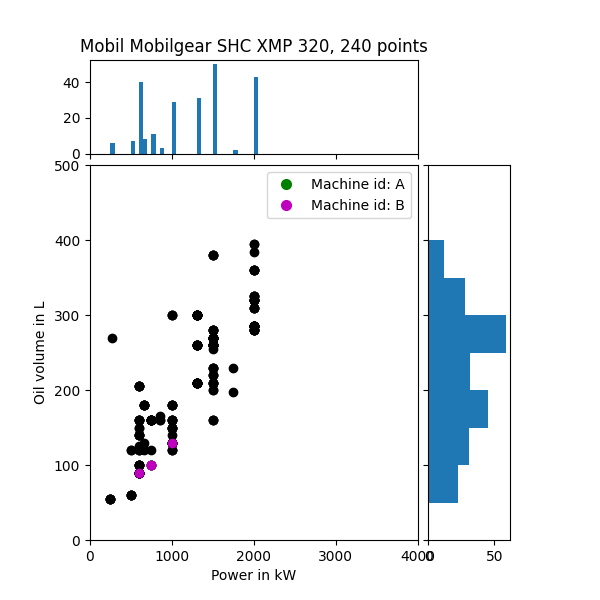 Mobil Mobilgear SHC XMP 320, 240 points
40
20
0
500
400
300
200
100
0
Oil volume in L
Machine id: A
Machine id: B
0 1000 2000 3000 4000
0 50
Power in kW